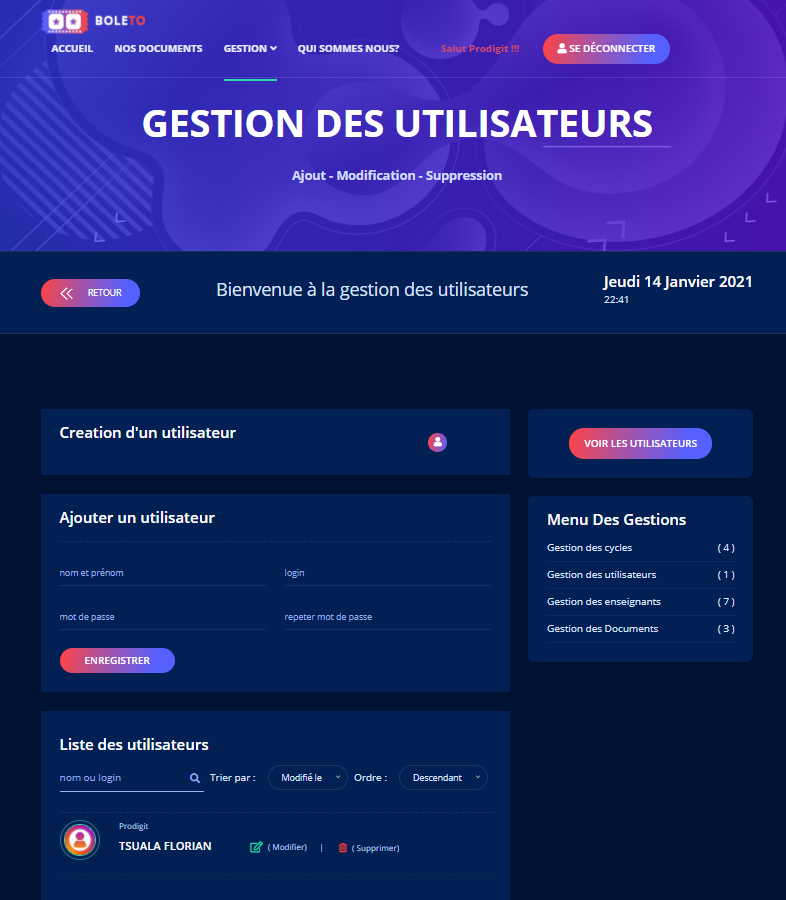 BOLETO
ACCUEIL NOS DOCUMENTS GESTION QUI SOMMES NOUS? Salut Prodigit !!! SE DÉCONNECTER
GESTION DES UTILISATEURS
Ajout - Modification - Suppression
RETOUR
Bienvenue à la gestion des utilisateurs
Jeudi 14 Janvier 2021
22:41
Creation d'un utilisateur
VOIR LES UTILISATEURS
Ajouter un utilisateur
nom et prénom login
mot de passe repeter mot de passe
ENREGISTRER
Menu Des Gestions
Gestion des cycles ( 4 )
Gestion des utilisateurs ( 1 )
Gestion des enseignants ( 7 )
Gestion des Documents ( 3 )
Liste des utilisateurs
nom ou login Trier par : Modifié le Ordre : Descendant
Prodigit
TSUALA FLORIAN ( Modifier) | ( Supprimer)